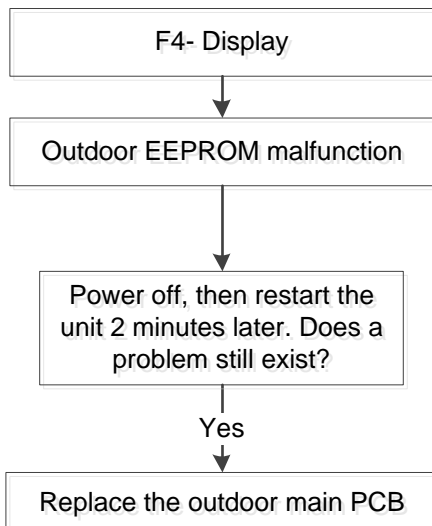 F4- Display
Outdoor EEPROM malfunction
Power off, then restart the
unit 2 minutes later. Does a
problem still exist?
Yes
Replace the outdoor main PCB